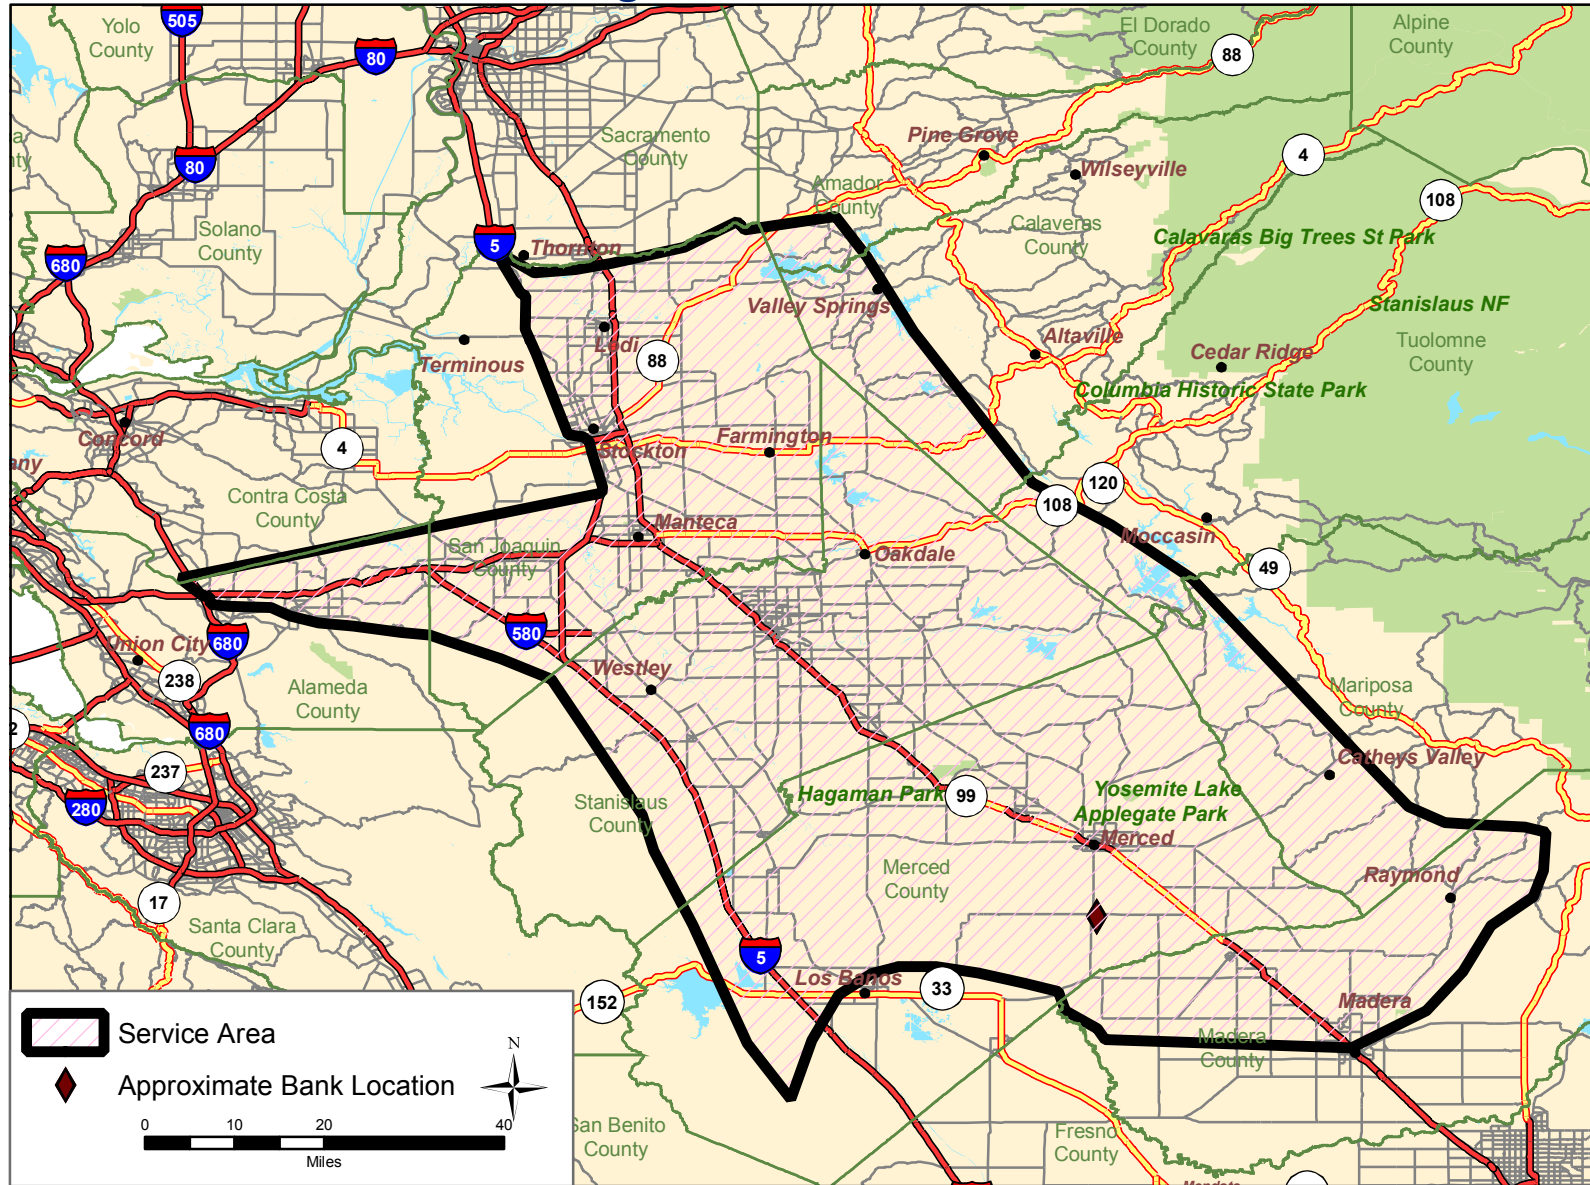 505
Yolo
County
80
El Dorado
County
88
Alpine
County
Sacramento
County
Pine Grove
4
80
Wilseyville
Amador
County
108
Solano
County
5
Thornton
Calaveras
County
Calavaras Big Trees St Park
680
Valley Springs
Stanislaus NF
Lodi
88
Altaville
Tuolomne
County
Terminous
Cedar Ridge
Columbia Historic State Park
Concord
4
Stockton
Farmington
any
Contra Costa
County
120
108
Manteca
Moccasin
San Joaquin
County
Oakdale
49
580
Union City
680
238
Westley
Alameda
County
Mariposa
County
680
2
237
Catheys Valley
280
Stanislaus
County
Hagaman Park
99
Yosemite Lake
Applegate Park
Merced
Merced
County
Raymond
17
Santa Clara
County
5
Los Banos
33
152
Madera
Madera
County
Service Area
N
Approximate Bank Location
0 10 20 40
Miles
San Benito
County
Fresno
County